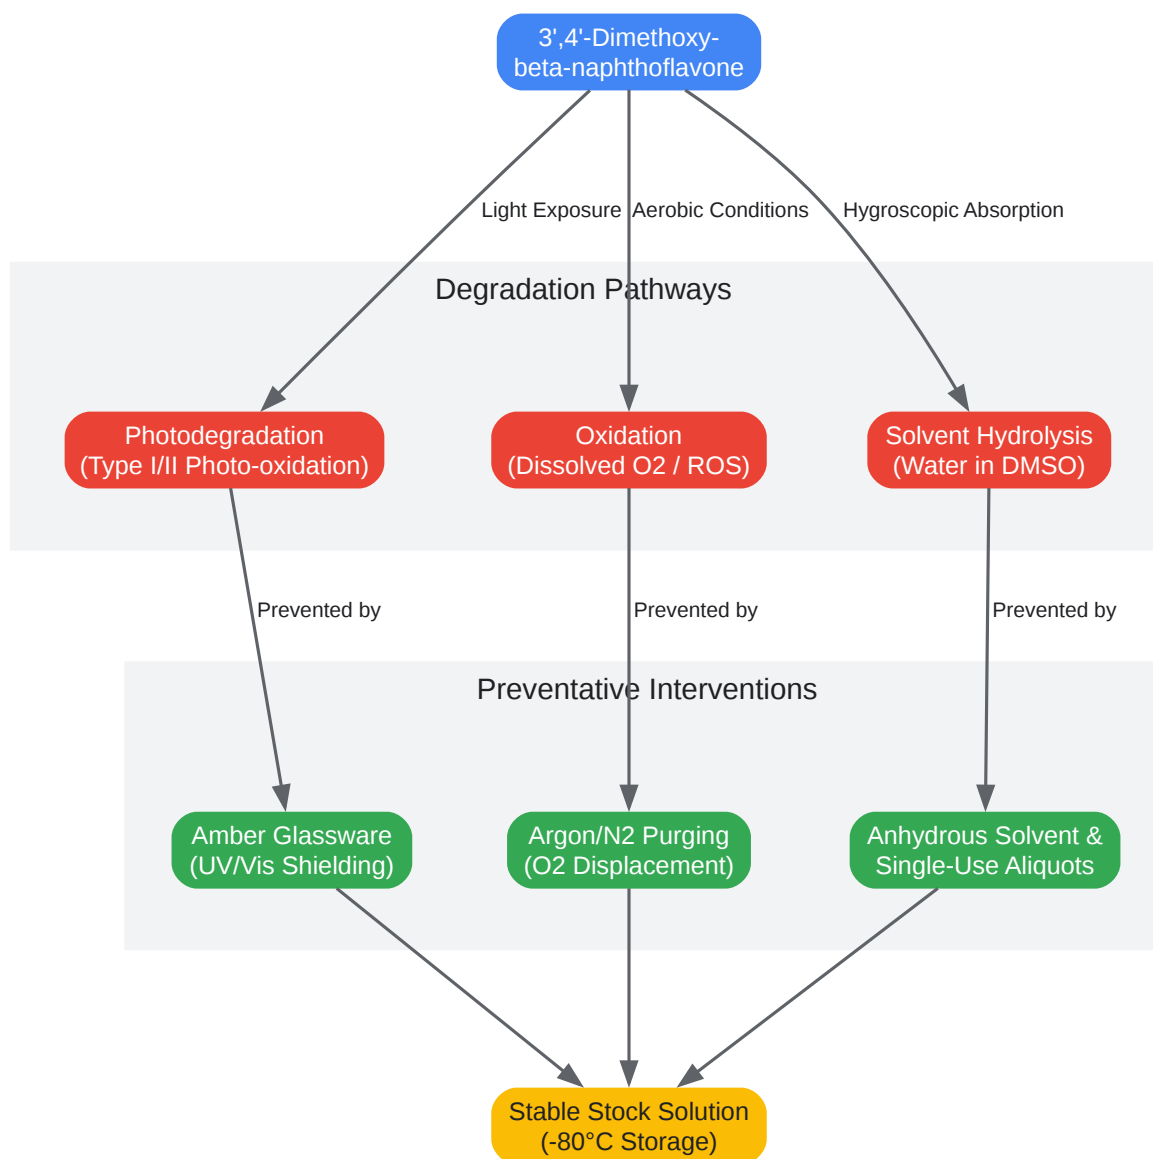 3',4'-Dimethoxy-
beta-naphthoflavone
Light Exposure
Aerobic Conditions
Hygroscopic Absorption
Degradation Pathways
Photodegradation
(Type I/II Photo-oxidation)
Oxidation
(Dissolved O2 / ROS)
Solvent Hydrolysis
(Water in DMSO)
Prevented by
Prevented by
Prevented by
Preventative Interventions
Amber Glassware
(UV/Vis Shielding)
Argon/N2 Purging
(O2 Displacement)
Anhydrous Solvent &
Single-Use Aliquots
Stable Stock Solution
(-80°C Storage)